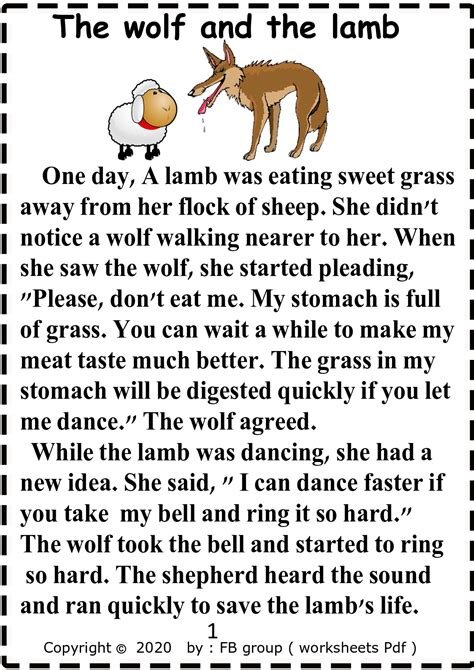 The wolf and the lamb
One day, A lamb was eating sweet grass
away from her flock of sheep. She didn't
notice a wolf walking nearer to her. When
she saw the wolf, she started pleading,
"Please, don't eat me. My stomach is full
of grass. You can wait a while to make my
meat taste much better. The grass in my
stomach will be digested quickly if you let
me dance." The wolf agreed.
While the lamb was dancing, she had a
new idea. She said, " I can dance faster if
you take my bell and ring it so hard."
The wolf took the bell and started to ring
so hard. The shepherd heard the sound
and ran quickly to save the lamb's life.
1
Copyright © 2020 by : FB group ( worksheets Pdf )